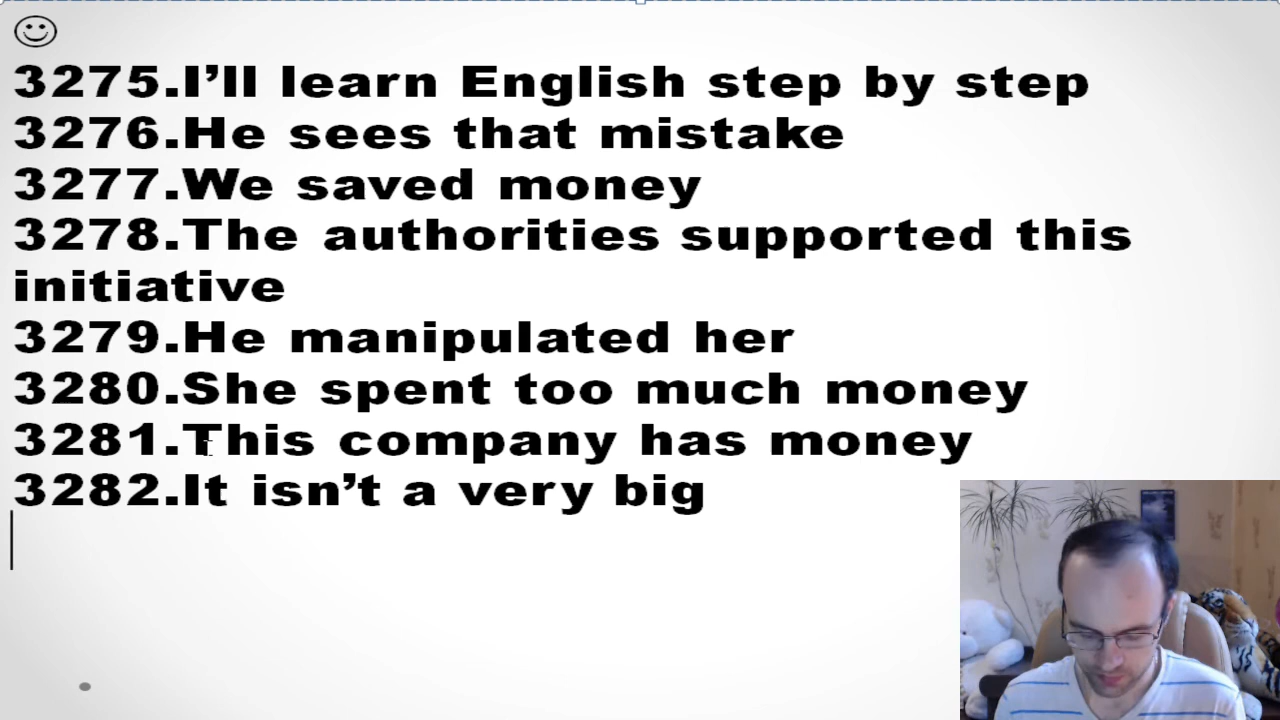 3275.I’ll learn English step by step
3276.He sees that mistake
3277.We saved money
3278.The authorities supported this
initiative
3279.He manipulated her
3280.She spent too much money
3281.This company has money
3282.It isn’t a very big